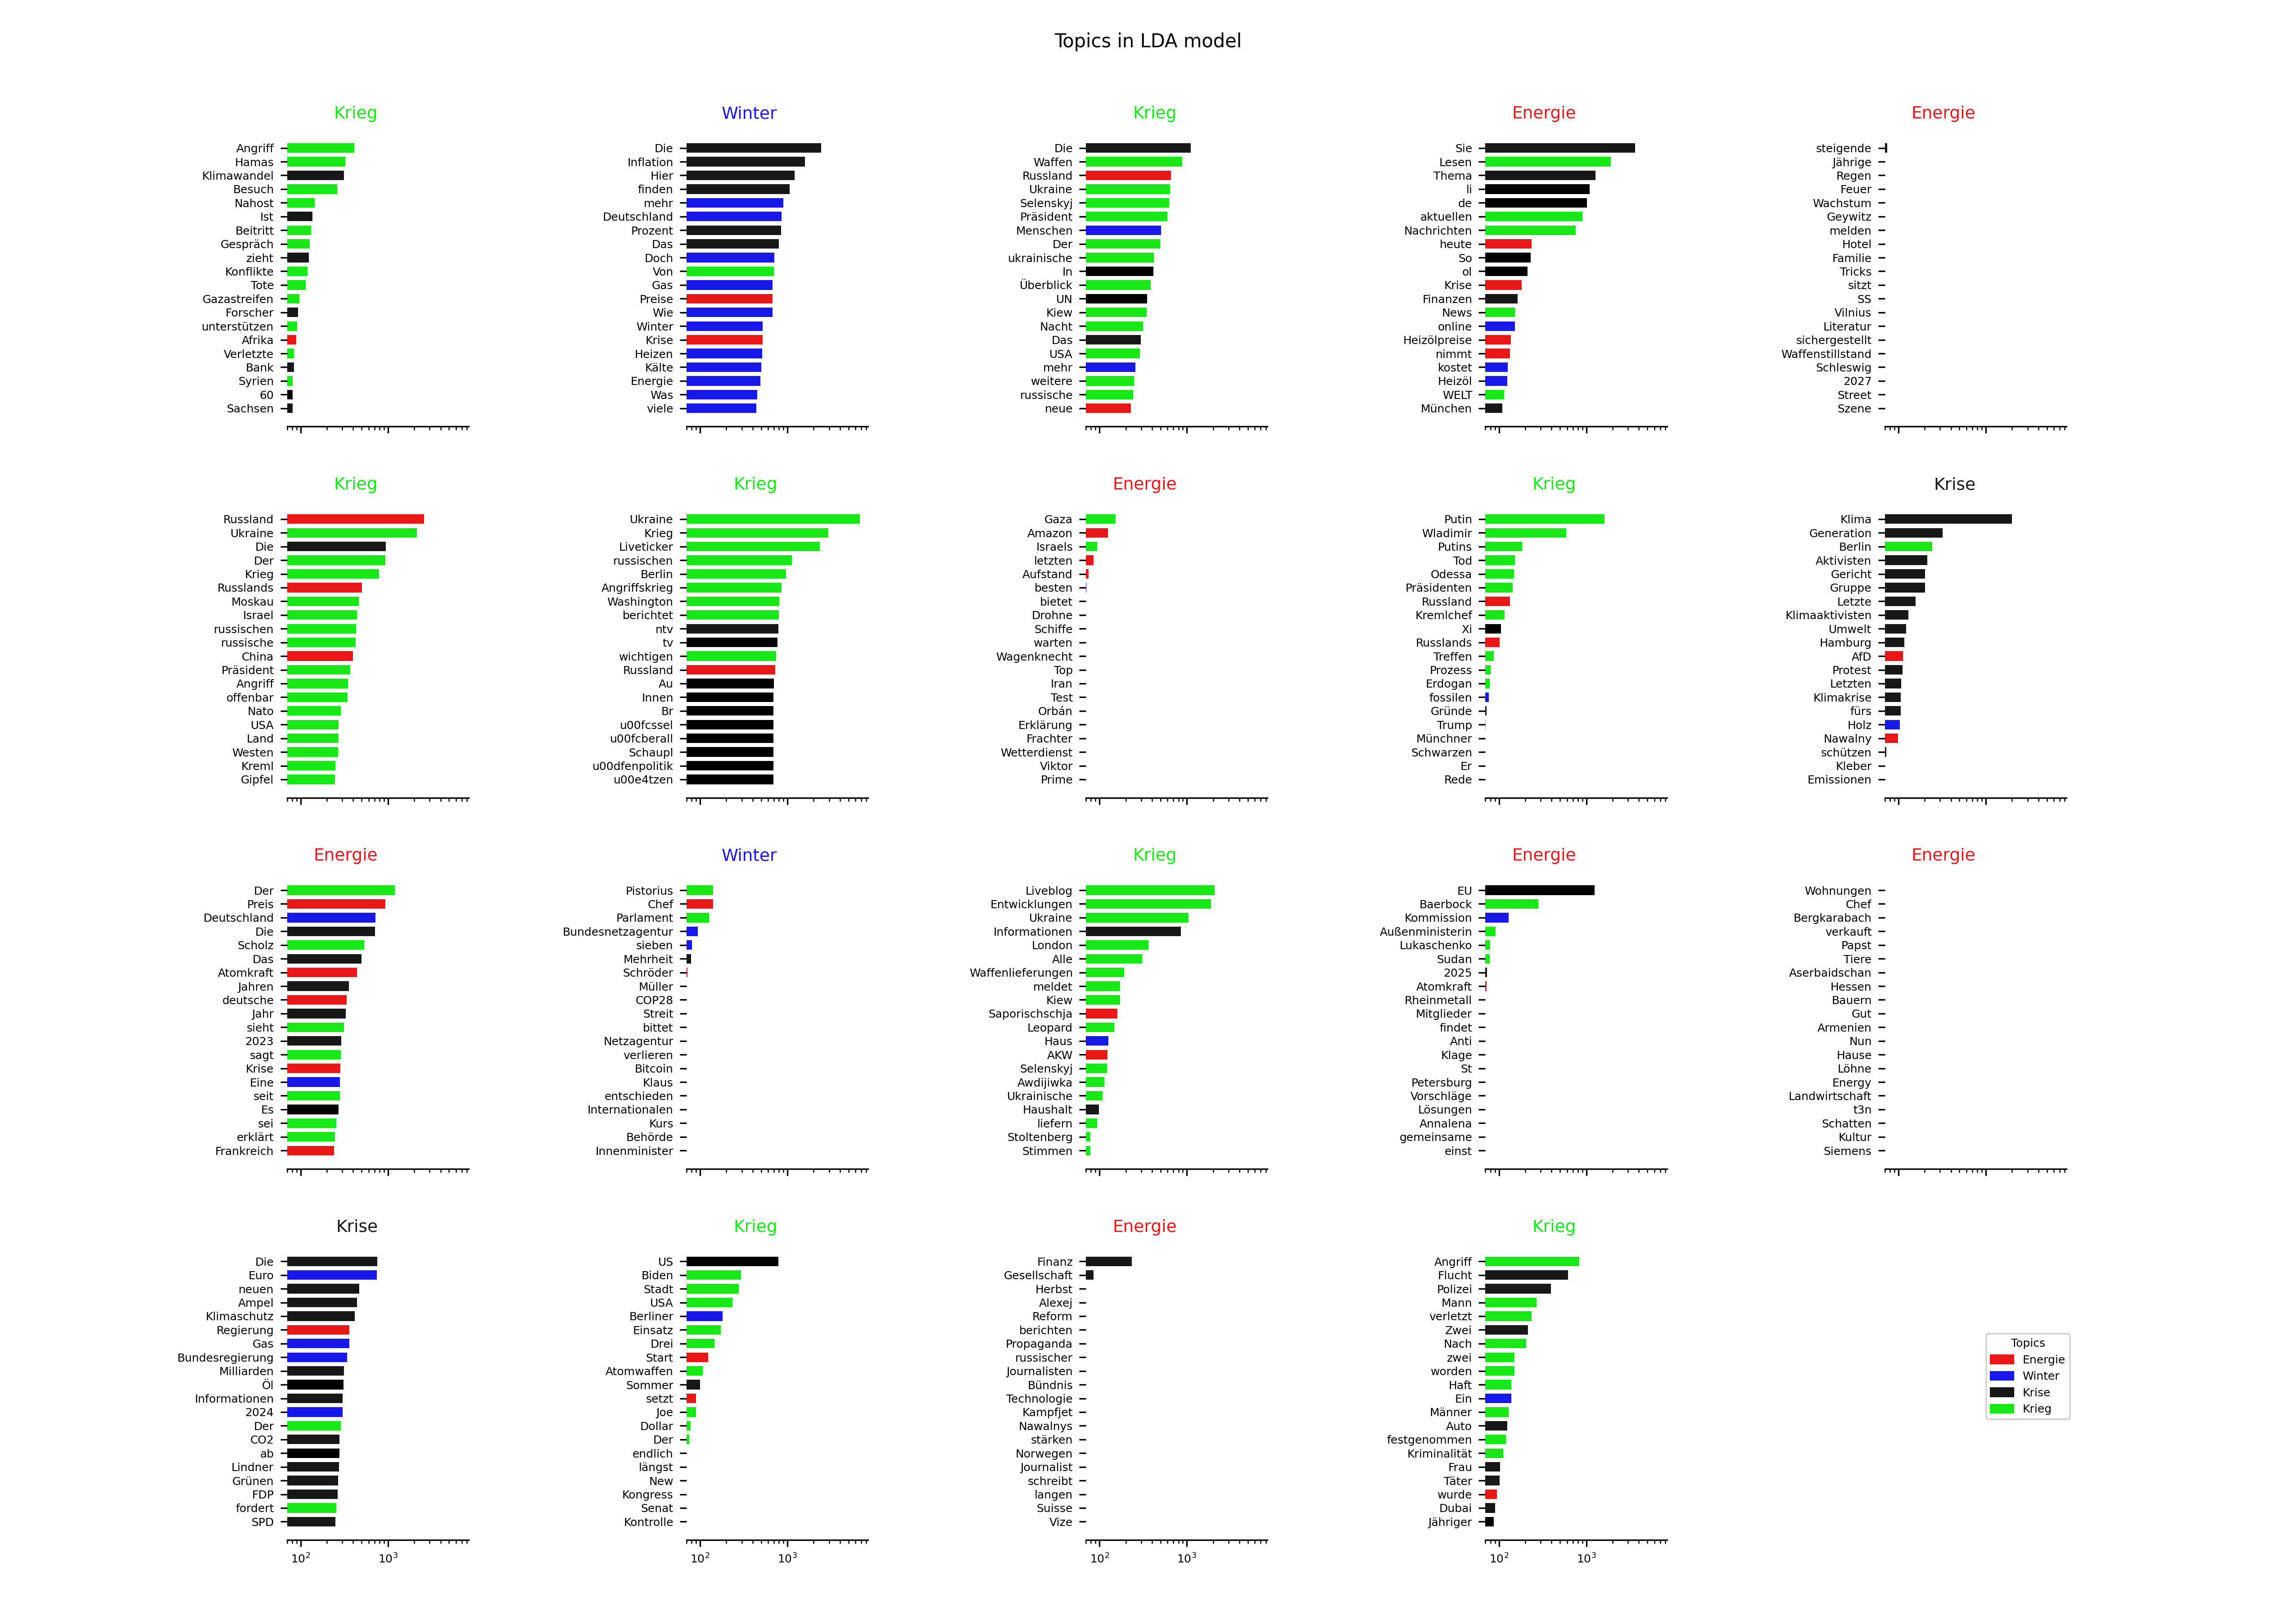 Topics in LDA model
Krieg
Angriff
Hamas
Klimawandel
Besuch
Nahost
Ist
Beitritt
Gespräch
zieht
Konflikte
Tote
Gazastreifen
Forscher
unterstützen
Afrika
Verletzte
Bank
Syrien
60
Sachsen
Winter
Die
Inflation
Hier
finden
mehr
Deutschland
Prozent
Das
Doch
Von
Gas
Preise
Wie
Winter
Krise
Heizen
Kälte
Energie
Was
viele
Krieg
Die
Waffen
Russland
Ukraine
Selenskyj
Präsident
Menschen
Der
ukrainische
In
Überblick
UN
Kiew
Nacht
Das
USA
mehr
weitere
russische
neue
Energie
Sie
Lesen
Thema
li
de
aktuellen
Nachrichten
heute
So
ol
Krise
Finanzen
News
online
Heizölpreise
nimmt
kostet
Heizöl
WELT
München
Energie
steigende
Jährige
Regen
Feuer
Wachstum
Geywitz
melden
Hotel
Familie
Tricks
sitzt
SS
Vilnius
Literatur
sichergestellt
Waffenstillstand
Schleswig
2027
Street
Szene
Krieg
Russland
Ukraine
Die
Der
Krieg
Russlands
Moskau
Israel
russischen
russische
China
Präsident
Angriff
offenbar
Nato
USA
Land
Westen
Kreml
Gipfel
Krieg
Ukraine
Krieg
Liveticker
russischen
Berlin
Angriffskrieg
Washington
berichtet
ntv
tv
wichtigen
Russland
Au
Innen
Br
u00fcssel
u00fcberall
Schaupl
u00dfenpolitik
u00e4tzen
Energie
Gaza
Amazon
Israels
letzten
Aufstand
besten
bietet
Drohne
Schiffe
warten
Wagenknecht
Top
Iran
Test
Orbán
Erklärung
Frachter
Wetterdienst
Viktor
Prime
Krieg
Putin
Wladimir
Putins
Tod
Odessa
Präsidenten
Russland
Kremlchef
Xi
Russlands
Treffen
Prozess
Erdogan
fossilen
Gründe
Trump
Münchner
Schwarzen
Er
Rede
Krise
Klima
Generation
Berlin
Aktivisten
Gericht
Gruppe
Letzte
Klimaaktivisten
Umwelt
Hamburg
AfD
Protest
Letzten
Klimakrise
fürs
Holz
Nawalny
schützen
Kleber
Emissionen
Energie
Der
Preis
Deutschland
Die
Scholz
Das
Atomkraft
Jahren
deutsche
Jahr
sieht
2023
sagt
Krise
Eine
seit
Es
sei
erklärt
Frankreich
Winter
Pistorius
Chef
Parlament
Bundesnetzagentur
sieben
Mehrheit
Schröder
Müller
COP28
Streit
bittet
Netzagentur
verlieren
Bitcoin
Klaus
entschieden
Internationalen
Kurs
Behörde
Innenminister
Krieg
Liveblog
Entwicklungen
Ukraine
Informationen
London
Alle
Waffenlieferungen
meldet
Kiew
Saporischschja
Leopard
Haus
AKW
Selenskyj
Awdijiwka
Ukrainische
Haushalt
liefern
Stoltenberg
Stimmen
Energie
EU
Baerbock
Kommission
Außenministerin
Lukaschenko
Sudan
2025
Atomkraft
Rheinmetall
Mitglieder
findet
Anti
Klage
St
Petersburg
Vorschläge
Lösungen
Annalena
gemeinsame
einst
Energie
Wohnungen
Chef
Bergkarabach
verkauft
Papst
Tiere
Aserbaidschan
Hessen
Bauern
Gut
Armenien
Nun
Hause
Löhne
Energy
Landwirtschaft
t3n
Schatten
Kultur
Siemens
Krise
Die
Euro
neuen
Ampel
Klimaschutz
Regierung
Gas
Bundesregierung
Milliarden
Öl
Informationen
2024
Der
CO2
ab
Lindner
Grünen
FDP
fordert
SPD
10² 10³
Krieg
US
Biden
Stadt
USA
Berliner
Einsatz
Drei
Start
Atomwaffen
Sommer
setzt
Joe
Dollar
Der
endlich
längst
New
Kongress
Senat
Kontrolle
10² 10³
Energie
Finanz
Gesellschaft
Herbst
Alexej
Reform
berichten
Propaganda
russischer
Journalisten
Bündnis
Technologie
Kampfjet
Nawalnys
stärken
Norwegen
Journalist
schreibt
langen
Suisse
Vize
10² 10³
Krieg
Angriff
Flucht
Polizei
Mann
verletzt
Zwei
Nach
zwei
worden
Haft
Ein
Männer
Auto
festgenommen
Kriminalität
Frau
Täter
wurde
Dubai
Jähriger
10² 10³
Topics
Energie
Winter
Krise
Krieg